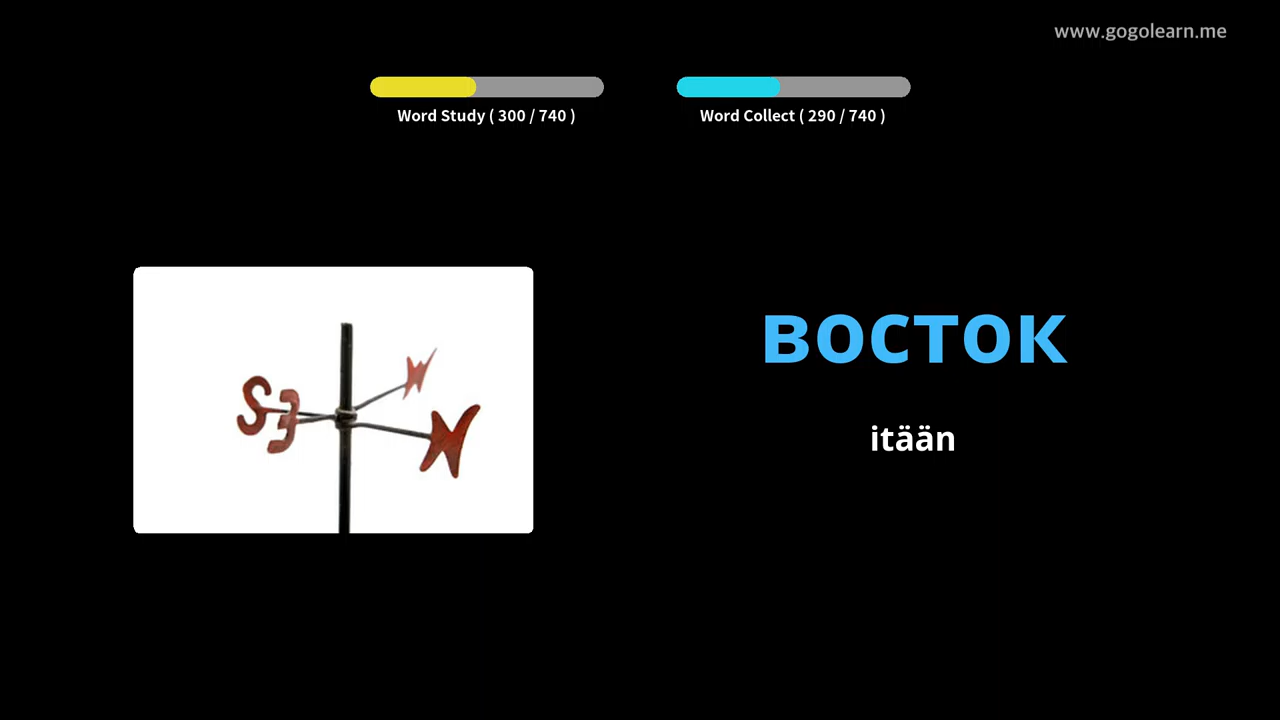 www.gogolearn.me
Word Study ( 300 / 740 )
Word Collect ( 290 / 740 )
восток
itään
S
E
W
N